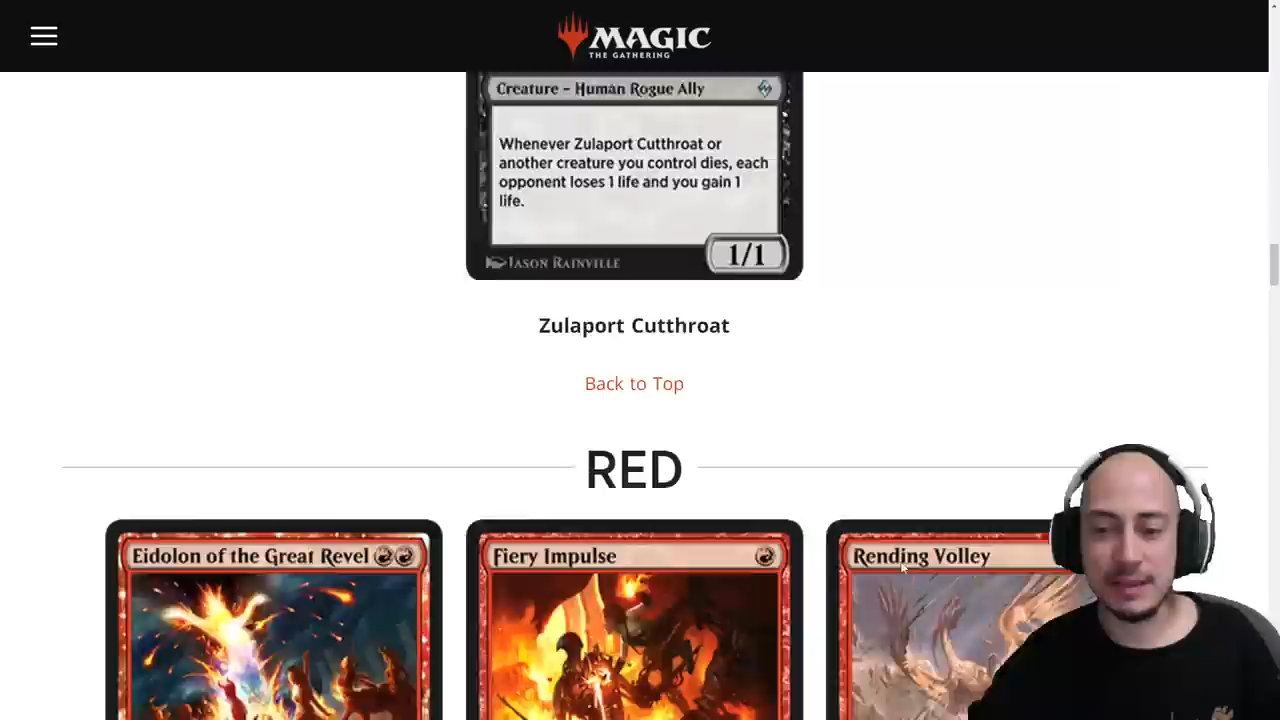 MAGIC
THE GATHERING
Creature – Human Rogue Ally
Whenever Zulaport Cutthroat or
another creature you control dies, each
opponent loses 1 life and you gain 1
life.
1/1
Jason Rainville
Zulaport Cutthroat
Back to Top
RED
Eidolon of the Great Revel
Fiery Impulse
Rending Volley